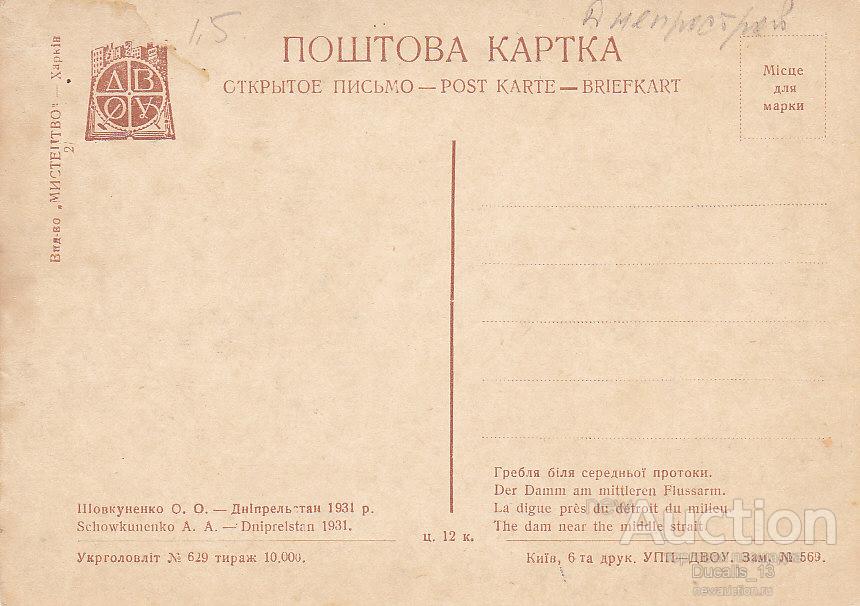 1,5
Днепрострой
ПОШТОВА КАРТКА
ОТКРЫТОЕ ПИСЬМО — POST KARTE — BRIEFKART
Місце
для
марки
ДВОУ
Вид-во „МИСТЕЦТВО" — Харків
2
Шовкуненко О. О. — Дніпрельстан 1931 р.
Schowkunenko A. A. — Dniprelstan 1931.
ц. 12 к.
Укрголовліт № 629 тираж 10,000.
Гребля біля середньої протоки.
Der Damm am mittleren Flussarm.
La digue près du détroit du milieu
The dam near the middle strait
Київ, 6-та друк. УПП—ДВОУ. Зам. № 569.
Auction
Ducalis_13
newauction.ru